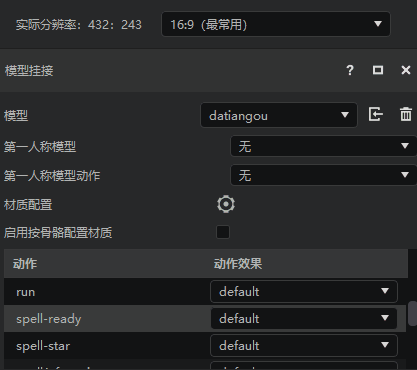 实际分辨率：432：243 16:9（最常用）
模型挂接 ?
模型 datiangou
第一人称模型 无
第一人称模型动作 无
材质配置
启用按骨骼配置材质
动作 动作效果
run default
spell-ready default
spell-star default